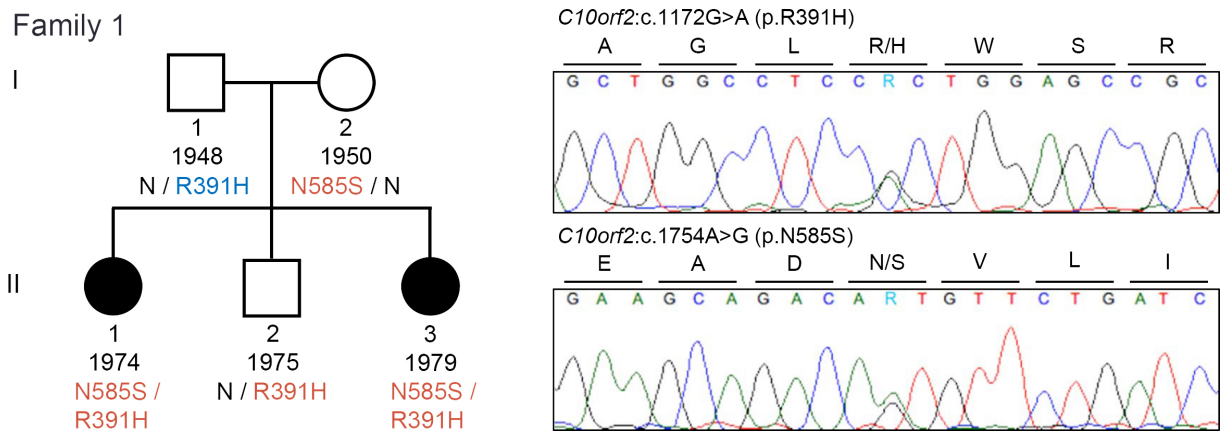 Family 1
I
1
1948
N / R391H
2
1950
N585S / N
II
1
1974
N585S /
R391H
2
1975
N / R391H
3
1979
N585S /
R391H
C10orf2:c.1172G>A (p.R391H)
A G L R/H W S R
G C T G G C C T C C R C T G G A G C C G C
C10orf2:c.1754A>G (p.N585S)
E A D N/S V L I
G A A G C A G A C A R T G T T C T G A T C